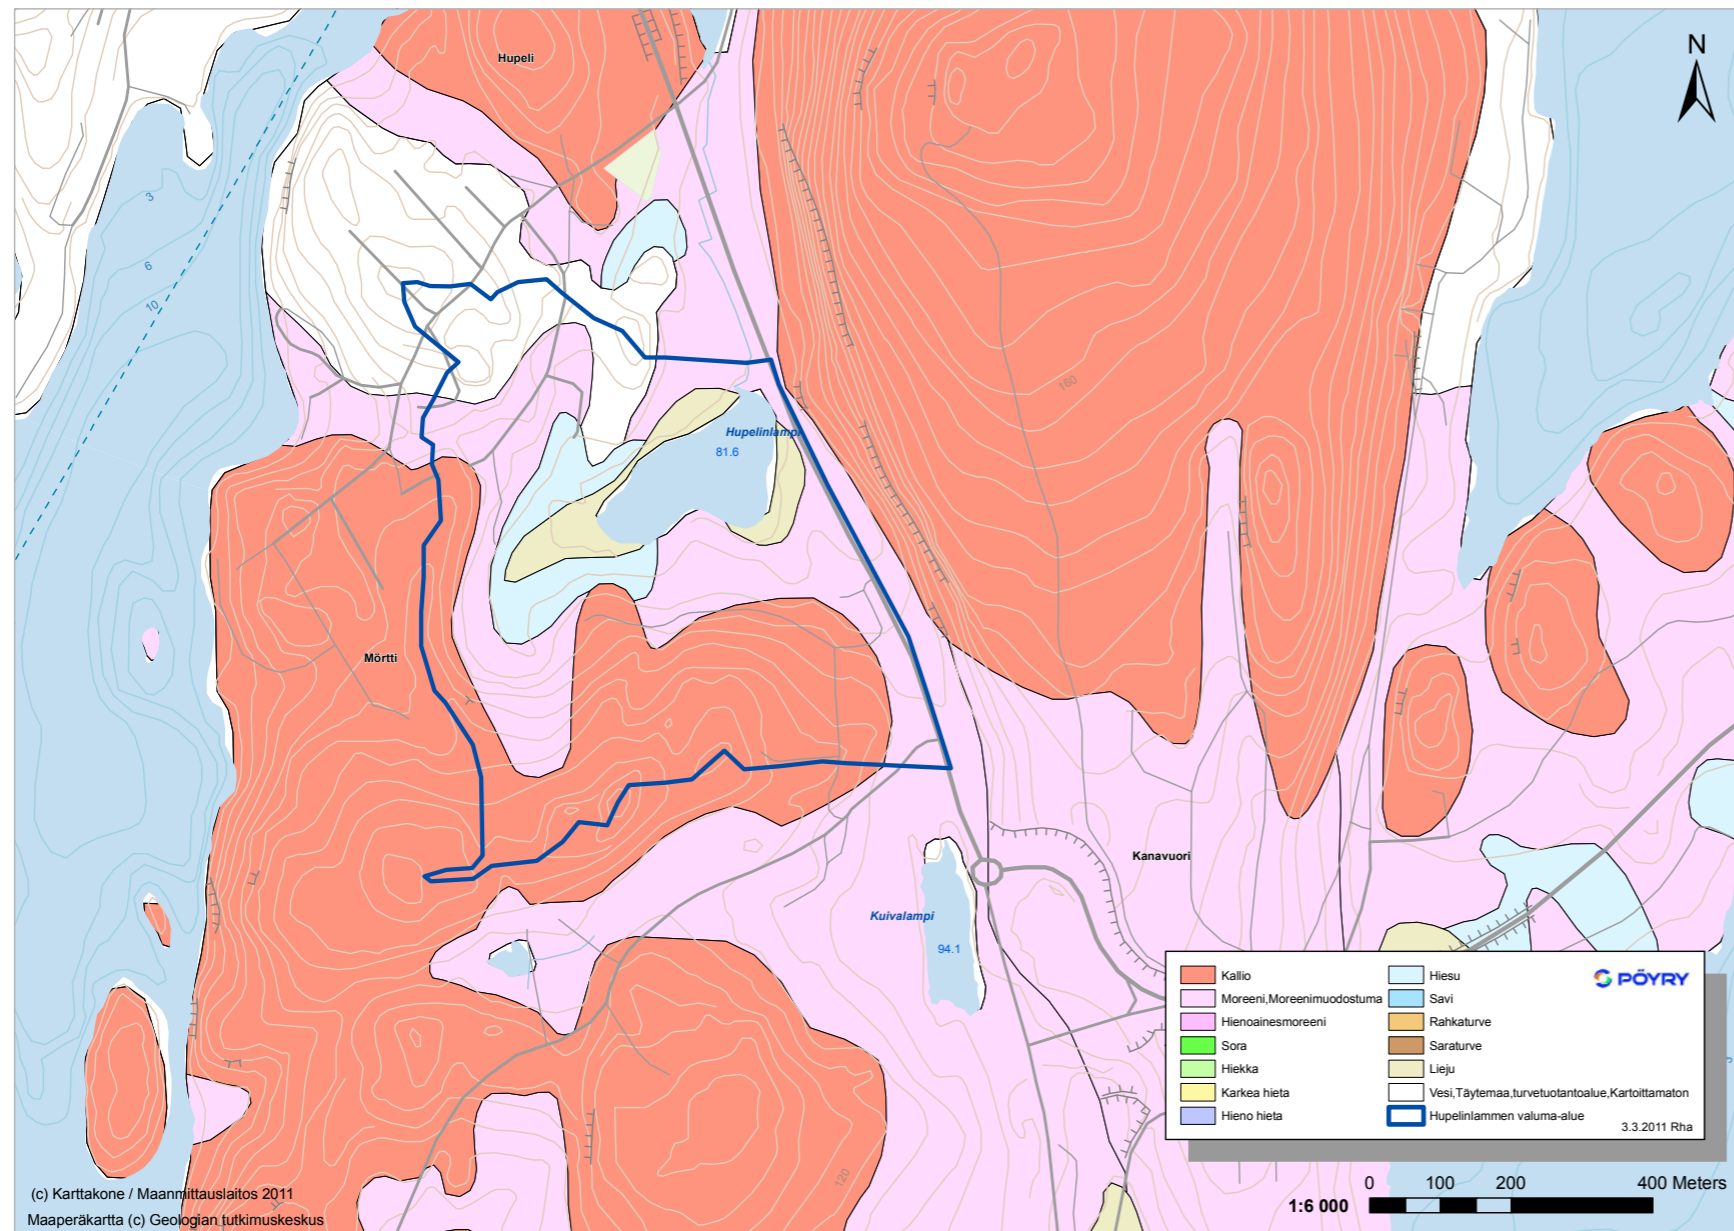 Hupeli
N
3
6
10
160
Hupelinlampi
81.6
Mörtti
Kanavuori
Kuivalampi
94.1
120
Kallio
Moreeni,Moreenimuodostuma
Hienoainesmoreeni
Sora
Hiekka
Karkea hieta
Hieno hieta
Hiesu
Savi
Rahkaturve
Saraturve
Lieju
Vesi,Täytemaa,turvetuotantoalue,Kartoittamaton
Hupelinlammen valuma-alue
PÖYRY
3.3.2011 Rha
(c) Karttakone / Maanmittauslaitos 2011
Maaperäkartta (c) Geologian tutkimuskeskus
1:6 000
0 100 200 400 Meters